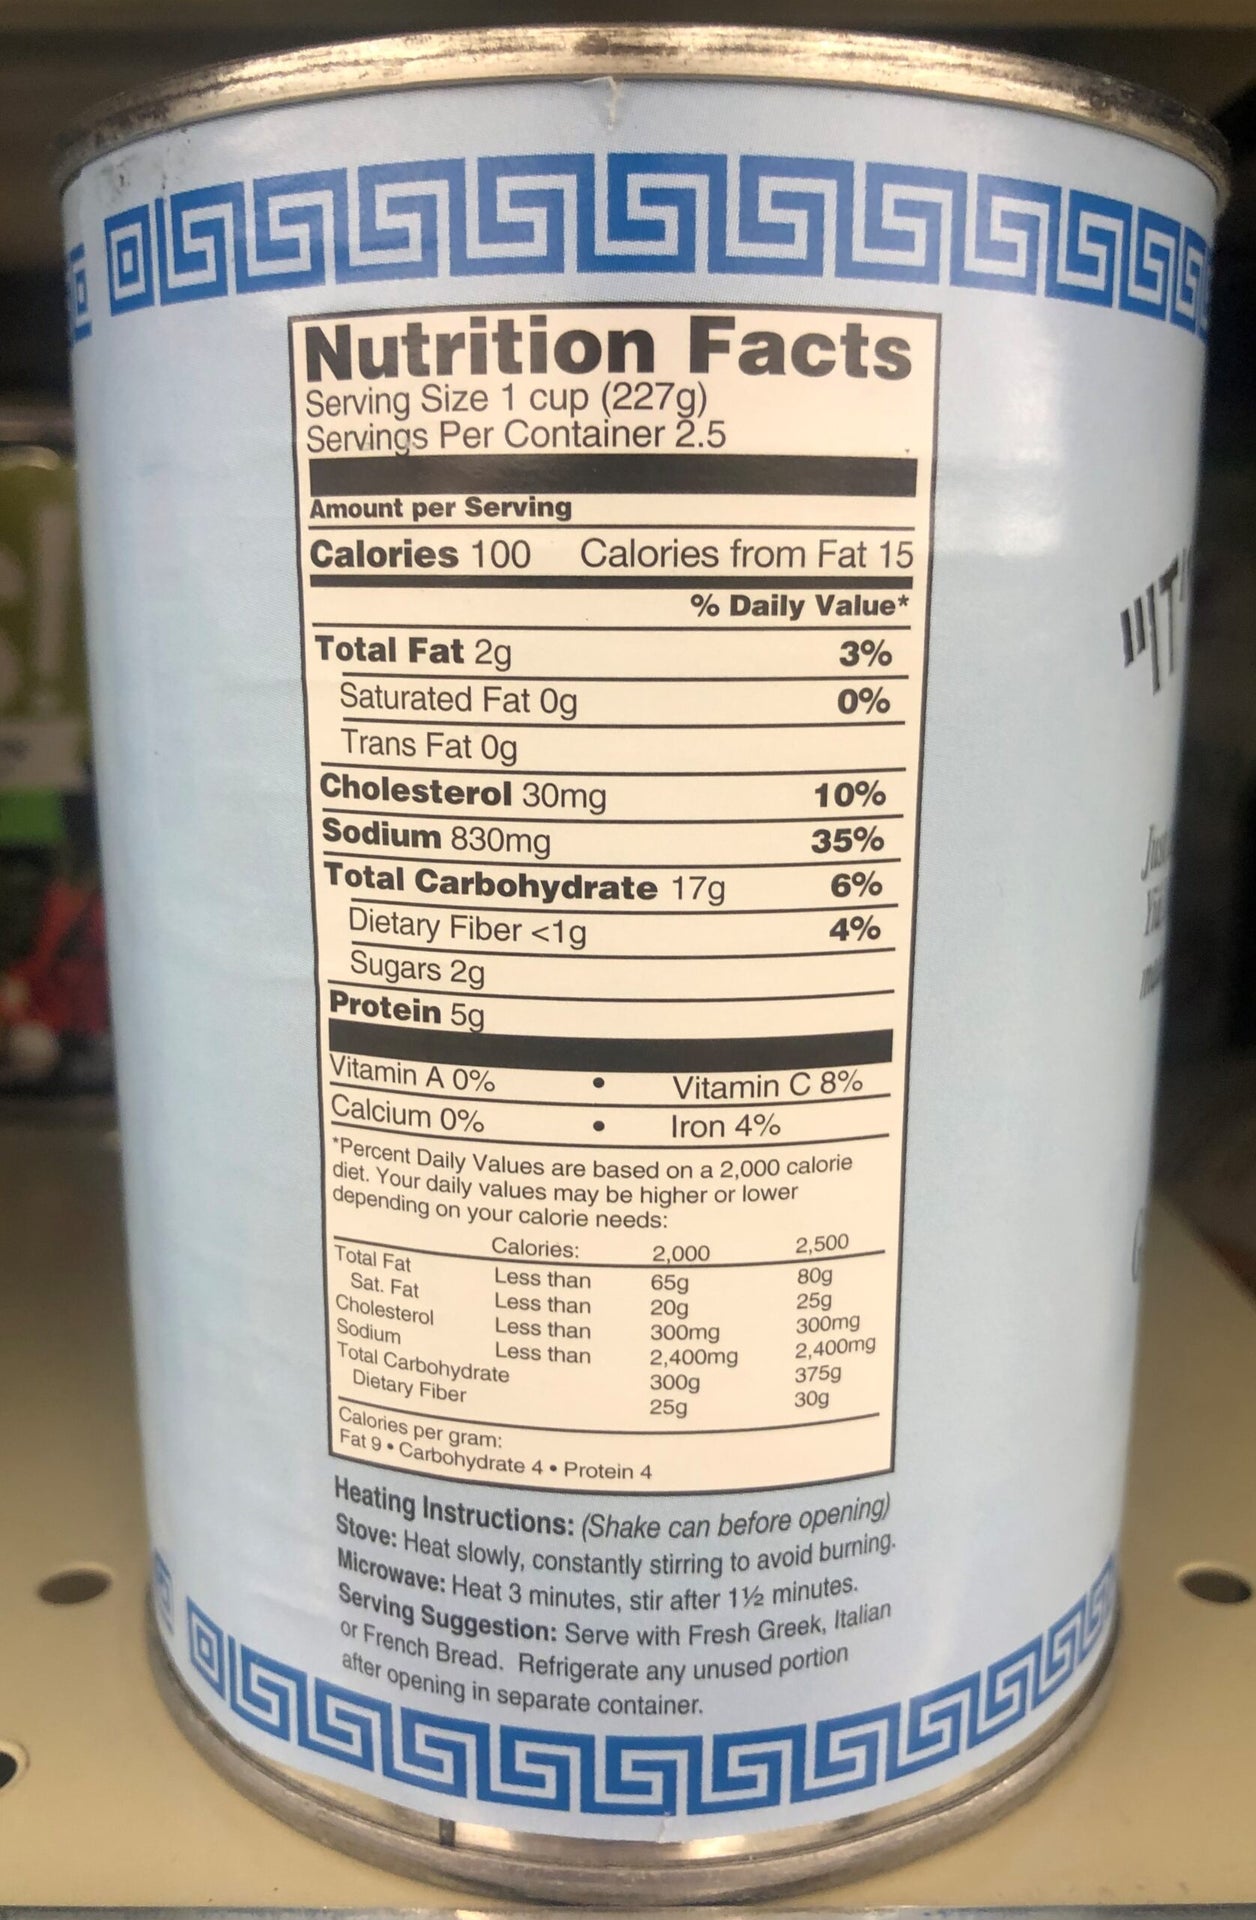 Nutrition Facts
Serving Size 1 cup (227g)
Servings Per Container 2.5
Amount per Serving
Calories 100 Calories from Fat 15
% Daily Value*
Total Fat 2g 3%
Saturated Fat 0g 0%
Trans Fat 0g
Cholesterol 30mg 10%
Sodium 830mg 35%
Total Carbohydrate 17g 6%
Dietary Fiber <1g 4%
Sugars 2g
Protein 5g
Vitamin A 0% • Vitamin C 8%
Calcium 0% • Iron 4%
*Percent Daily Values are based on a 2,000 calorie
diet. Your daily values may be higher or lower
depending on your calorie needs:
Calories: 2,000 2,500
Total Fat Less than 65g 80g
Sat. Fat Less than 20g 25g
Cholesterol Less than 300mg 300mg
Sodium Less than 2,400mg 2,400mg
Total Carbohydrate 300g 375g
Dietary Fiber 25g 30g
Calories per gram:
Fat 9 • Carbohydrate 4 • Protein 4
Heating Instructions: (Shake can before opening)
Stove: Heat slowly, constantly stirring to avoid burning.
Microwave: Heat 3 minutes, stir after 1½ minutes.
Serving Suggestion: Serve with Fresh Greek, Italian
or French Bread. Refrigerate any unused portion
after opening in separate container.